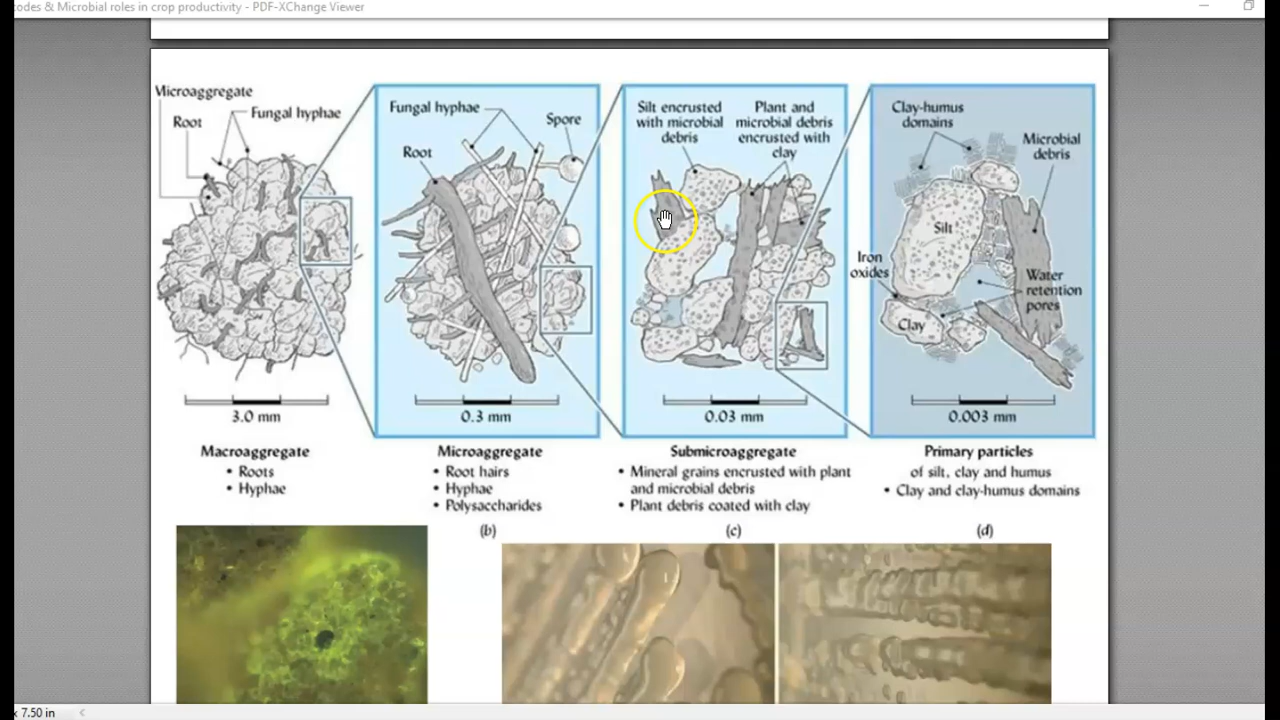 codes & Microbial roles in crop productivity - PDF-XChange Viewer
Microaggregate
Root
Fungal hyphae
3.0 mm
Macroaggregate
• Roots
• Hyphae
Fungal hyphae
Spore
Root
0.3 mm
Microaggregate
• Root hairs
• Hyphae
• Polysaccharides
(b)
Silt encrusted
with microbial
debris
Plant and
microbial debris
encrusted with
clay
0.03 mm
Submicroaggregate
• Mineral grains encrusted with plant
and microbial debris
• Plant debris coated with clay
(c)
Clay-humus
domains
Microbial
debris
Silt
Iron
oxides
Water
retention
pores
Clay
0.003 mm
Primary particles
of silt, clay and humus
• Clay and clay-humus domains
(d)
x 7.50 in